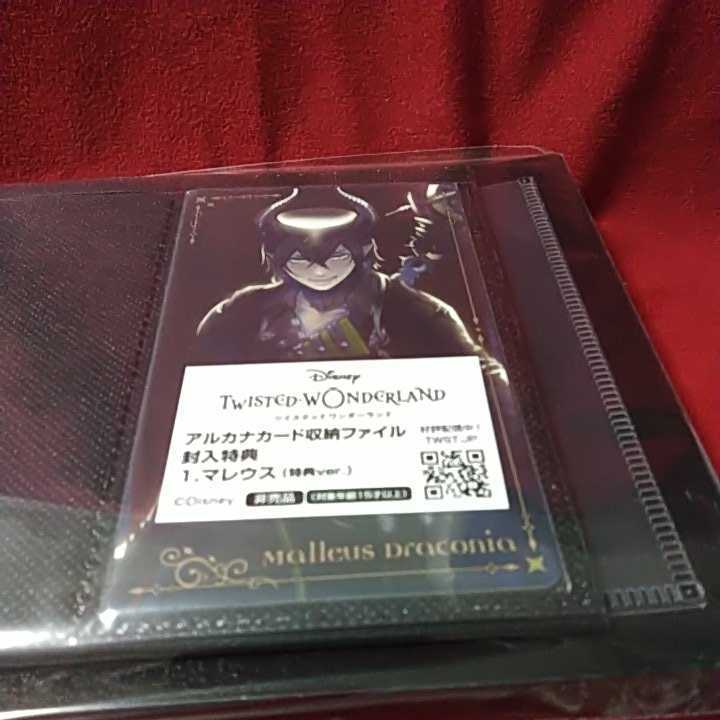 Disney
TWISTED-WONDERLAND
ツイステッドワンダーランド
アルカナカード収納ファイル
好評配信中!
封入特典
TWST.JP
1.マレウス(特典ver.)
©Disney 非売品 (対象年齢15才以上)
Malleus Draconia